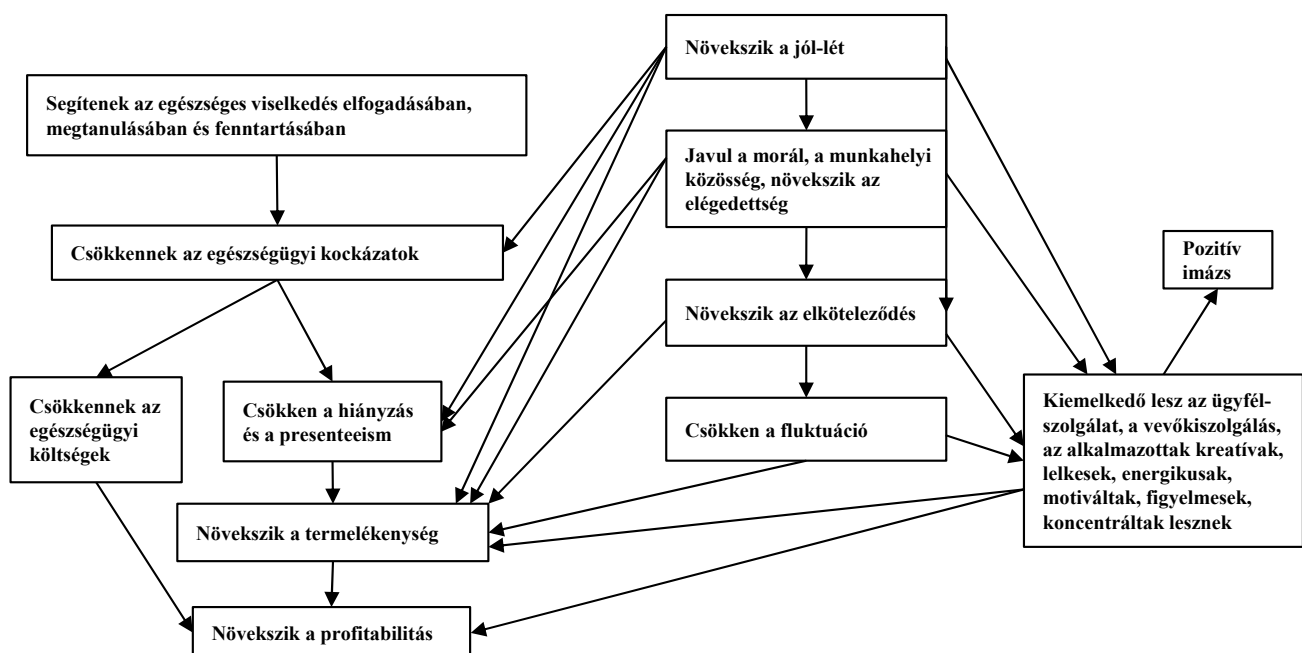 Növekszik a jól-lét
Segítenek az egészséges viselkedés elfogadásában,
megtanulásában és fenntartásában
Javul a morál, a munkahelyi
közösség, növekszik az
elégedettség
Csökkennek az egészségügyi kockázatok
Pozitív
imázs
Növekszik az elköteleződés
Csökkennek az
egészségügyi
költségek
Csökken a hiányzás
és a presenteeism
Csökken a fluktuáció
Kiemelkedő lesz az ügyfél-
szolgálat, a vevőkiszolgálás,
az alkalmazottak kreatívak,
lelkesek, energikusak,
motiváltak, figyelmesek,
koncentráltak lesznek
Növekszik a termelékenység
Növekszik a profitabilitás